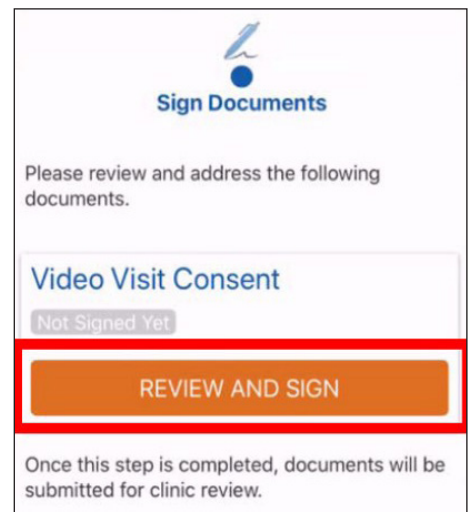 Sign Documents
Please review and address the following
documents.
Video Visit Consent
Not Signed Yet
REVIEW AND SIGN
Once this step is completed, documents will be
submitted for clinic review.